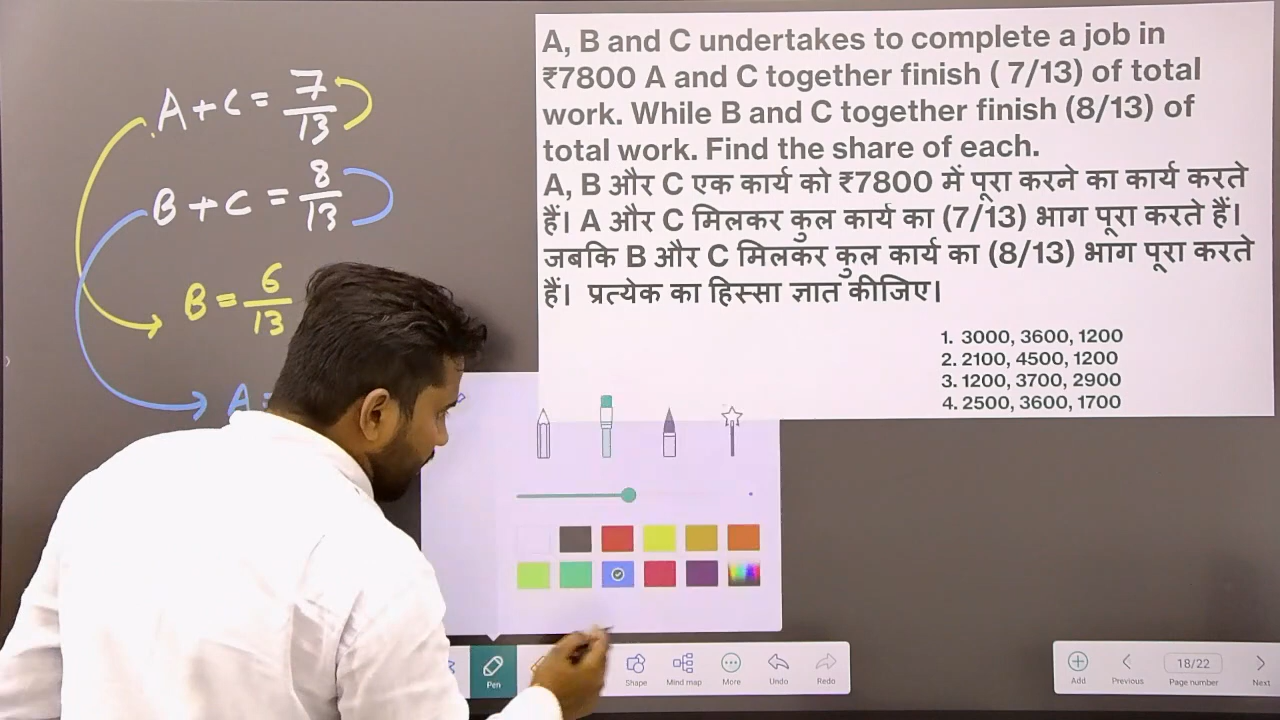 A + C = 7/13
B + C = 8/13
B = 6/13
A =
A, B and C undertakes to complete a job in
₹7800 A and C together finish ( 7/13) of total
work. While B and C together finish (8/13) of
total work. Find the share of each.
A, B और C एक कार्य को ₹7800 में पूरा करने का कार्य करते
हैं। A और C मिलकर कुल कार्य का (7/13) भाग पूरा करते हैं।
जबकि B और C मिलकर कुल कार्य का (8/13) भाग पूरा करते
हैं। प्रत्येक का हिस्सा ज्ञात कीजिए।
1. 3000, 3600, 1200
2. 2100, 4500, 1200
3. 1200, 3700, 2900
4. 2500, 3600, 1700
Pen Shape Mind map More Undo Redo
Add Previous 18/22 Page number Next